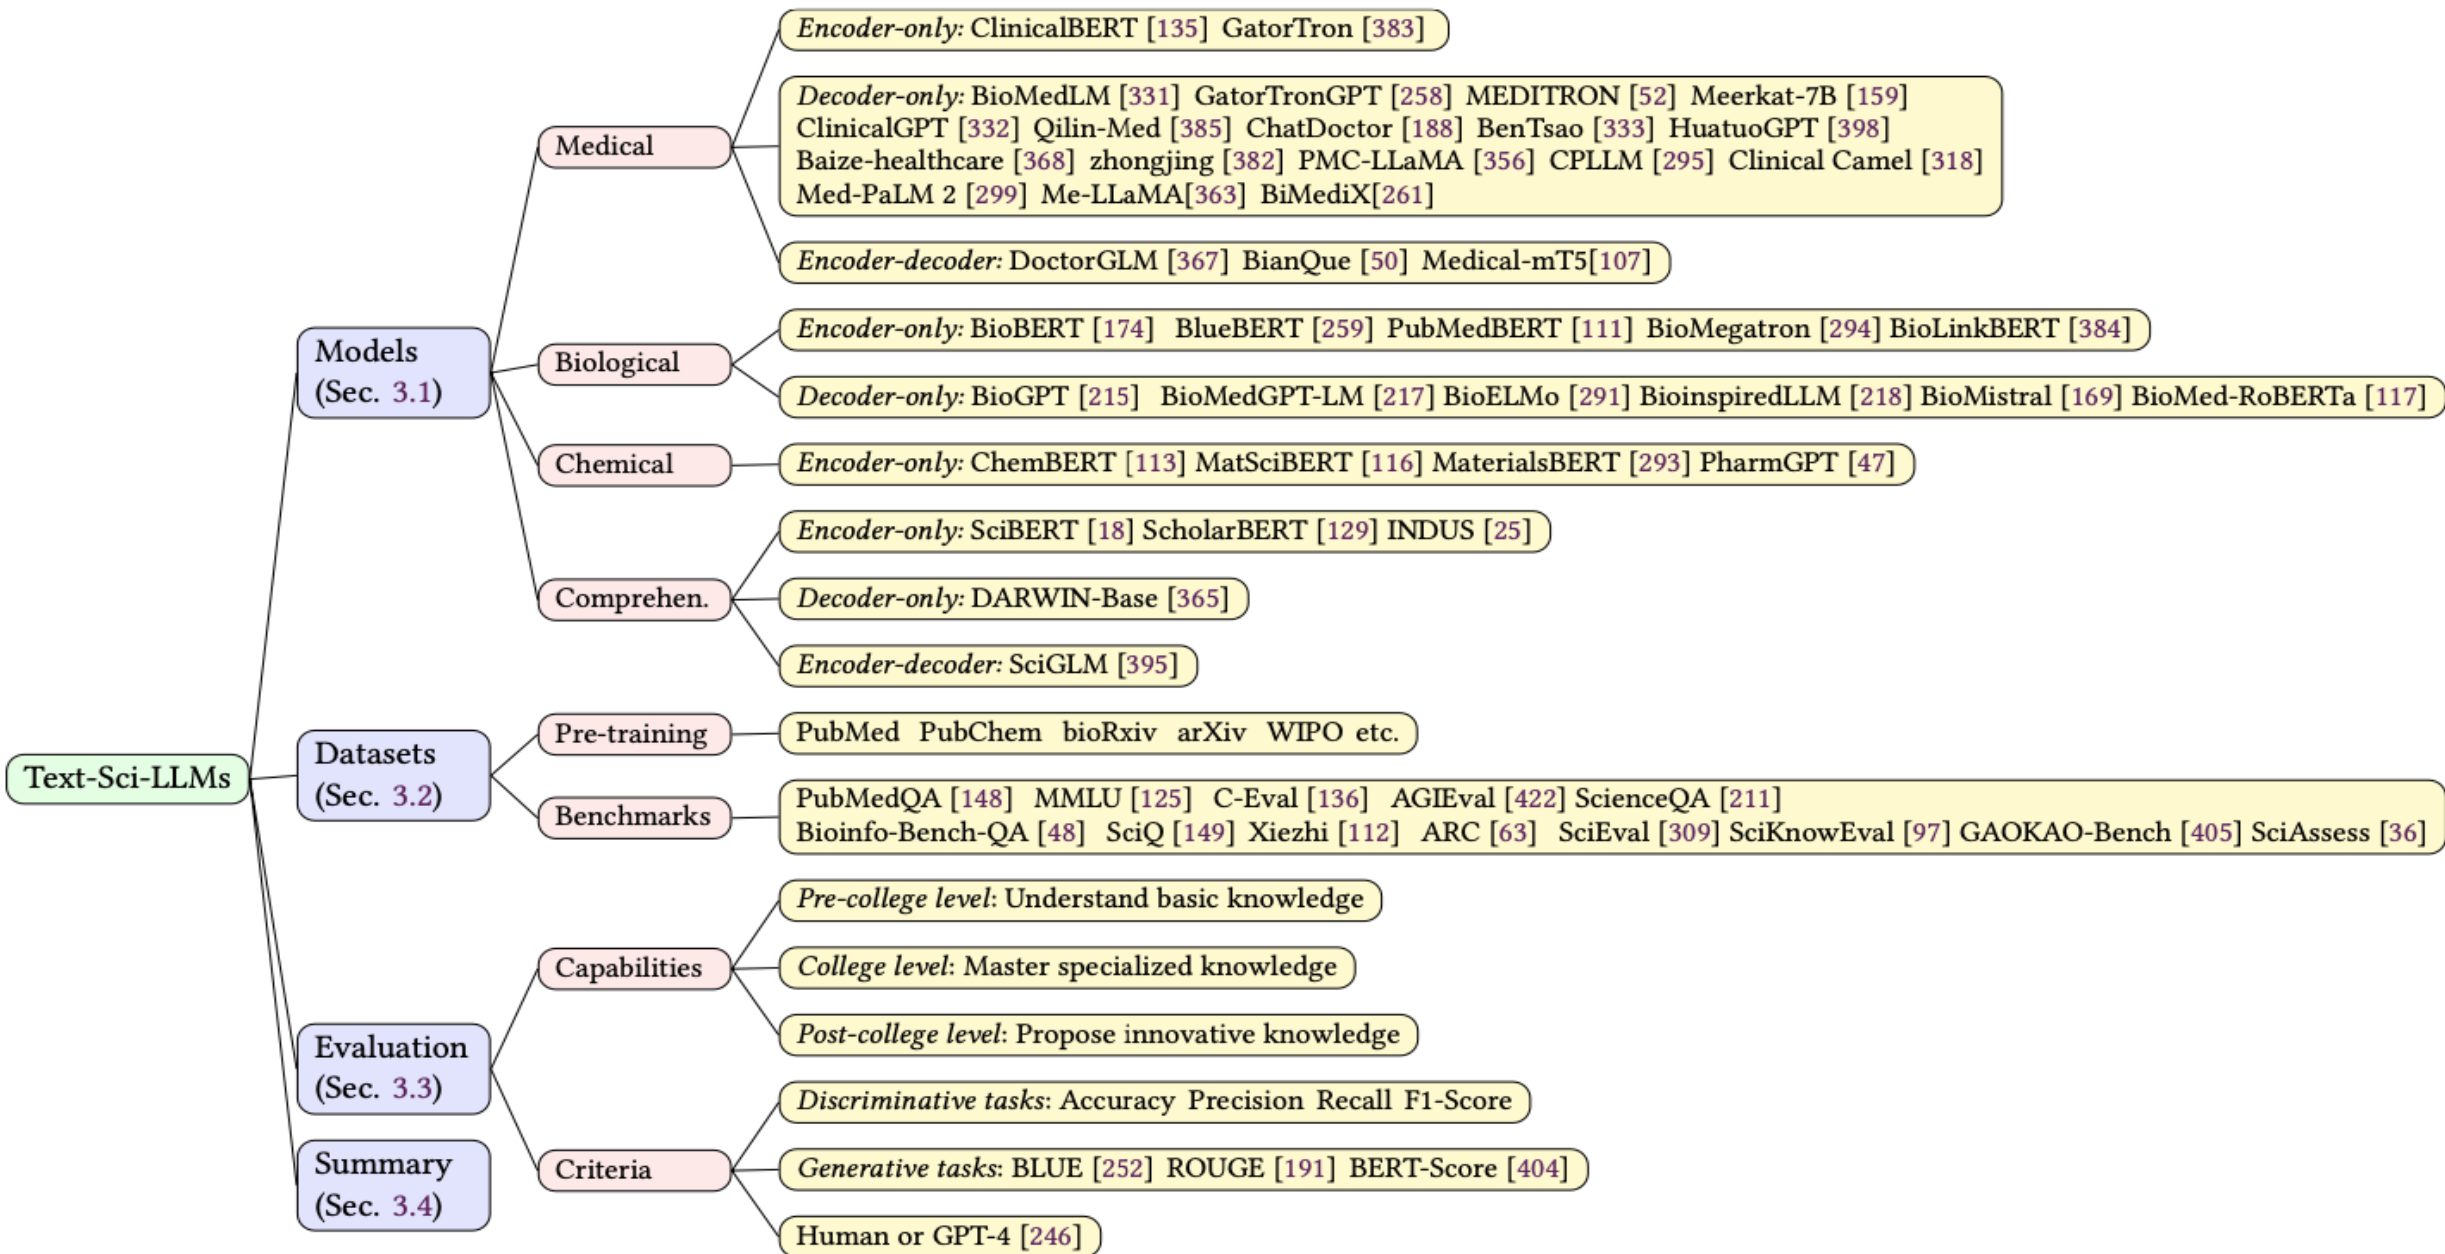 Text-Sci-LLMs
Models
(Sec. 3.1)
Medical
Encoder-only: ClinicalBERT [135] GatorTron [383]
Decoder-only: BioMedLM [331] GatorTronGPT [258] MEDITRON [52] Meerkat-7B [159]
ClinicalGPT [332] Qilin-Med [385] ChatDoctor [188] BenTsao [333] HuatuoGPT [398]
Baize-healthcare [368] zhongjing [382] PMC-LLaMA [356] CPLLM [295] Clinical Camel [318]
Med-PaLM 2 [299] Me-LLaMA[363] BiMediX[261]
Encoder-decoder: DoctorGLM [367] BianQue [50] Medical-mT5[107]
Biological
Encoder-only: BioBERT [174] BlueBERT [259] PubMedBERT [111] BioMegatron [294] BioLinkBERT [384]
Decoder-only: BioGPT [215] BioMedGPT-LM [217] BioELMo [291] BioinspiredLLM [218] BioMistral [169] BioMed-RoBERTa [117]
Chemical
Encoder-only: ChemBERT [113] MatSciBERT [116] MaterialsBERT [293] PharmGPT [47]
Comprehen.
Encoder-only: SciBERT [18] ScholarBERT [129] INDUS [25]
Decoder-only: DARWIN-Base [365]
Encoder-decoder: SciGLM [395]
Datasets
(Sec. 3.2)
Pre-training
PubMed PubChem bioRxiv arXiv WIPO etc.
Benchmarks
PubMedQA [148] MMLU [125] C-Eval [136] AGIEval [422] ScienceQA [211]
Bioinfo-Bench-QA [48] SciQ [149] Xiezhi [112] ARC [63] SciEval [309] SciKnowEval [97] GAOKAO-Bench [405] SciAssess [36]
Evaluation
(Sec. 3.3)
Capabilities
Pre-college level: Understand basic knowledge
College level: Master specialized knowledge
Post-college level: Propose innovative knowledge
Criteria
Discriminative tasks: Accuracy Precision Recall F1-Score
Generative tasks: BLUE [252] ROUGE [191] BERT-Score [404]
Human or GPT-4 [246]
Summary
(Sec. 3.4)